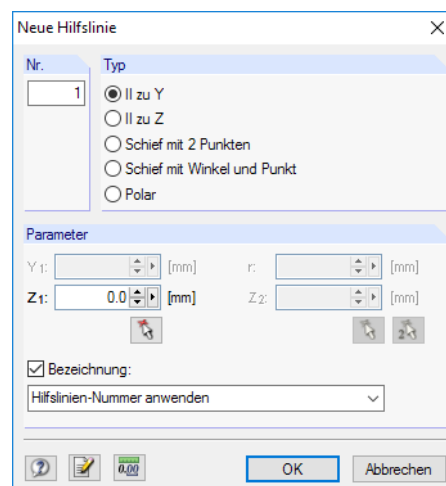 Neue Hilfslinie
Nr.
Typ
1
II zu Y
II zu Z
Schief mit 2 Punkten
Schief mit Winkel und Punkt
Polar
Parameter
Y1: [mm] r: [mm]
Z1: 0.0 [mm] Z2: [mm]
2
Bezeichnung:
Hilfslinien-Nummer anwenden
0.00 OK Abbrechen